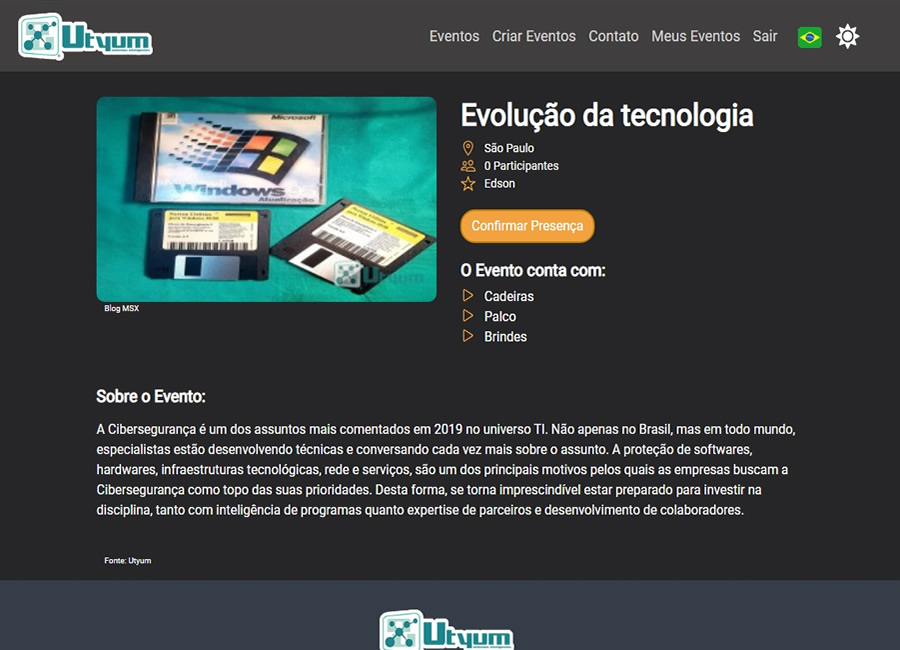 Utyum
Eventos Criar Eventos Contato Meus Eventos Sair
Microsoft
Windows
Atualização
Utyum
Blog MSX
Evolução da tecnologia
São Paulo
0 Participantes
Edson
Confirmar Presença
O Evento conta com:
Cadeiras
Palco
Brindes
Sobre o Evento:
A Cibersegurança é um dos assuntos mais comentados em 2019 no universo TI. Não apenas no Brasil, mas em todo mundo,
especialistas estão desenvolvendo técnicas e conversando cada vez mais sobre o assunto. A proteção de softwares,
hardwares, infraestruturas tecnológicas, rede e serviços, são um dos principais motivos pelos quais as empresas buscam a
Cibersegurança como topo das suas prioridades. Desta forma, se torna imprescindível estar preparado para investir na
disciplina, tanto com inteligência de programas quanto expertise de parceiros e desenvolvimento de colaboradores.
Fonte: Utyum
Utyum